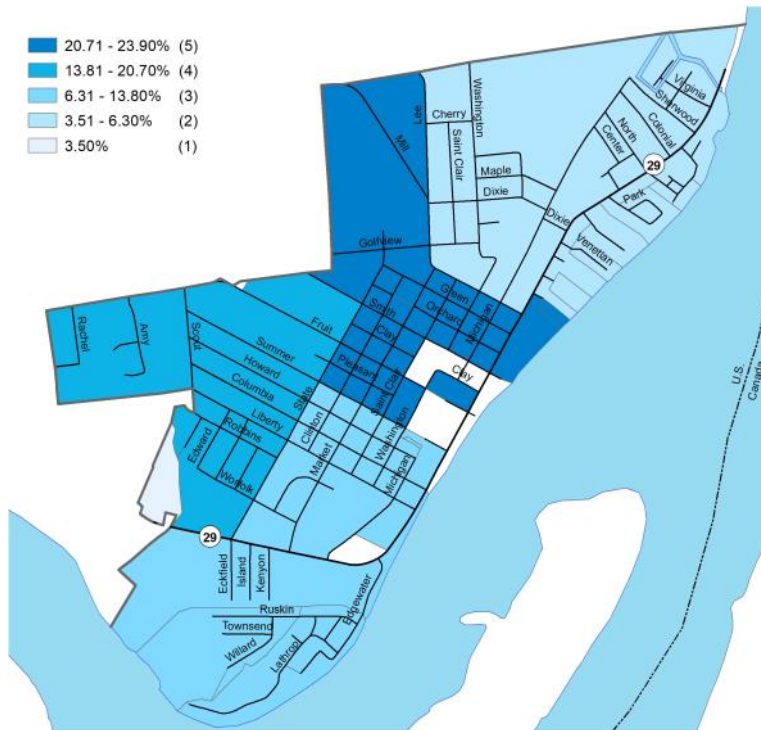 20.71 - 23.90% (5)
13.81 - 20.70% (4)
6.31 - 13.80% (3)
3.51 - 6.30% (2)
3.50% (1)
Virginia
Sherwood
Colonial
North
Center
29
Park
Venetian
Lee
Washington
Cherry
Saint Clair
Mill
Maple
Dixie
Dixie
Golfview
Green
Michigan
Orchard
Smith
Clay
Fruit
Clay
Pleasant
Saint Clair
Summer
Howard
Columbia
State
Clinton
Liberty
Washington
Rachel
Amy
Scout
Robbins
Edward
Market
Michigan
Worfolk
29
Eckfield
Island
Kenyon
Edgewater
Ruskin
Townsend
Willard
Lathrop
U.S.
Canada